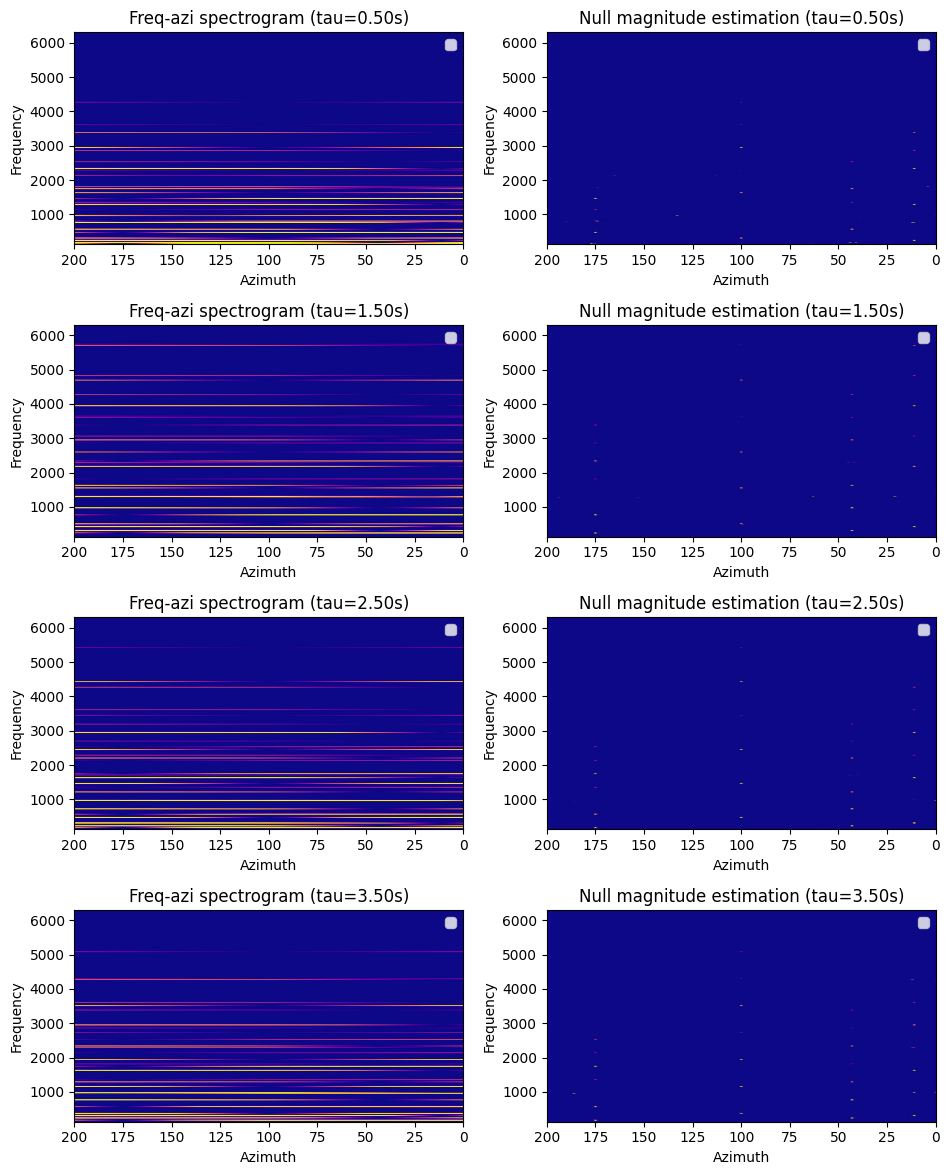 Freq-azi spectrogram (tau=0.50s)
Frequency
6000
5000
4000
3000
2000
1000
200 175 150 125 100 75 50 25 0
Azimuth
Null magnitude estimation (tau=0.50s)
Frequency
6000
5000
4000
3000
2000
1000
200 175 150 125 100 75 50 25 0
Azimuth
Freq-azi spectrogram (tau=1.50s)
Frequency
6000
5000
4000
3000
2000
1000
200 175 150 125 100 75 50 25 0
Azimuth
Null magnitude estimation (tau=1.50s)
Frequency
6000
5000
4000
3000
2000
1000
200 175 150 125 100 75 50 25 0
Azimuth
Freq-azi spectrogram (tau=2.50s)
Frequency
6000
5000
4000
3000
2000
1000
200 175 150 125 100 75 50 25 0
Azimuth
Null magnitude estimation (tau=2.50s)
Frequency
6000
5000
4000
3000
2000
1000
200 175 150 125 100 75 50 25 0
Azimuth
Freq-azi spectrogram (tau=3.50s)
Frequency
6000
5000
4000
3000
2000
1000
200 175 150 125 100 75 50 25 0
Azimuth
Null magnitude estimation (tau=3.50s)
Frequency
6000
5000
4000
3000
2000
1000
200 175 150 125 100 75 50 25 0
Azimuth